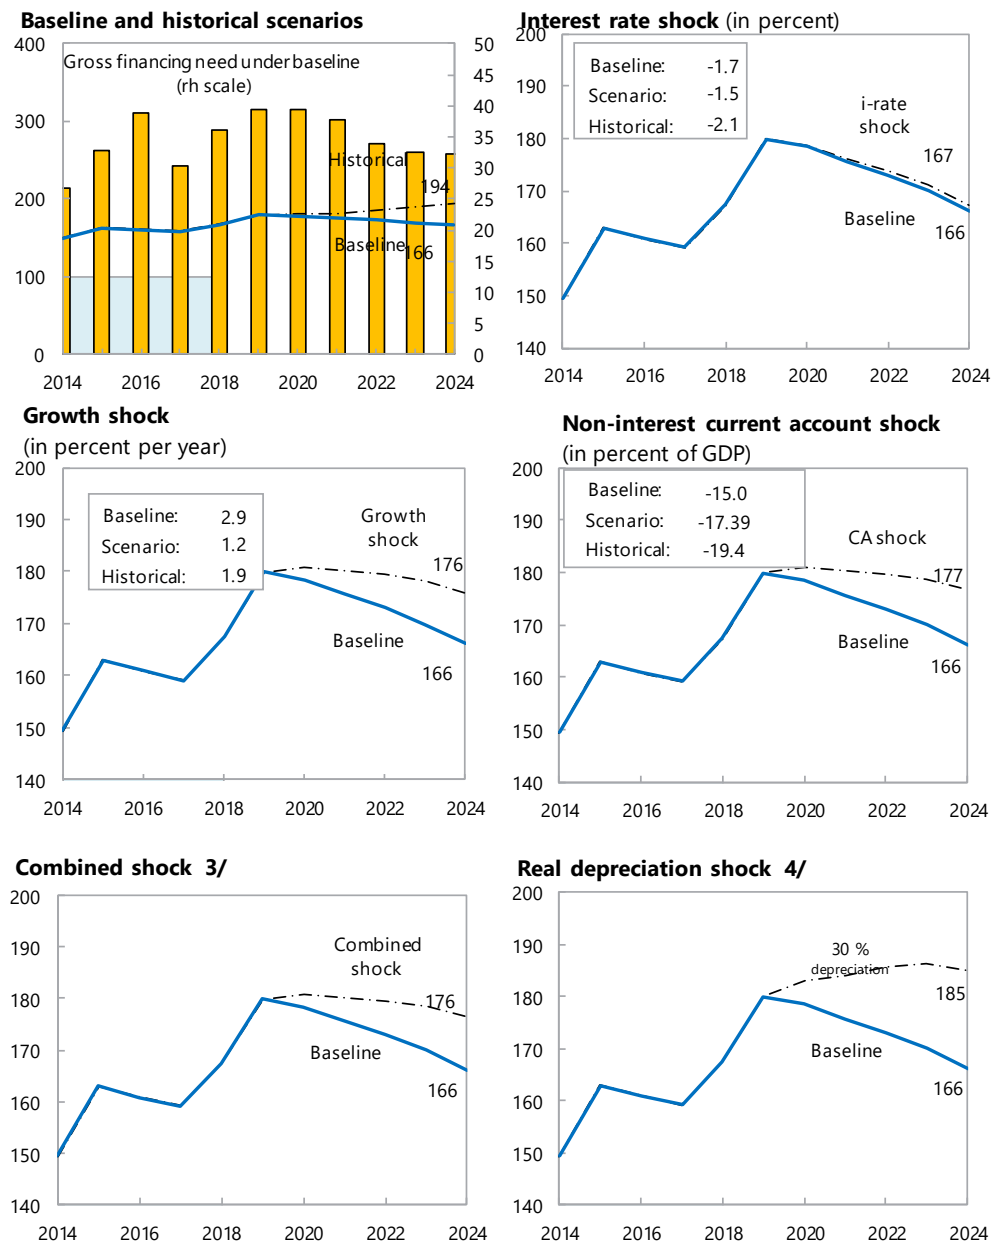 Baseline and historical scenarios
400
300
200
100
0
50
45
40
35
30
25
20
15
10
5
0
Gross financing need under baseline
(rh scale)
Historical
194
Baseline
166
2014 2016 2018 2020 2022 2024
Interest rate shock (in percent)
200
190
180
170
160
150
140
Baseline: -1.7
Scenario: -1.5
Historical: -2.1
i-rate
shock
167
Baseline
166
2014 2016 2018 2020 2022 2024
Growth shock
(in percent per year)
200
190
180
170
160
150
140
Baseline: 2.9
Scenario: 1.2
Historical: 1.9
Growth
shock
176
Baseline
166
2014 2016 2018 2020 2022 2024
Non-interest current account shock
(in percent of GDP)
200
190
180
170
160
150
140
Baseline: -15.0
Scenario: -17.39
Historical: -19.4
CA shock
177
Baseline
166
2014 2016 2018 2020 2022 2024
Combined shock 3/
200
190
180
170
160
150
140
Combined
shock
176
Baseline
166
2014 2016 2018 2020 2022 2024
Real depreciation shock 4/
200
190
180
170
160
150
140
30 %
depreciation
185
Baseline
166
2014 2016 2018 2020 2022 2024